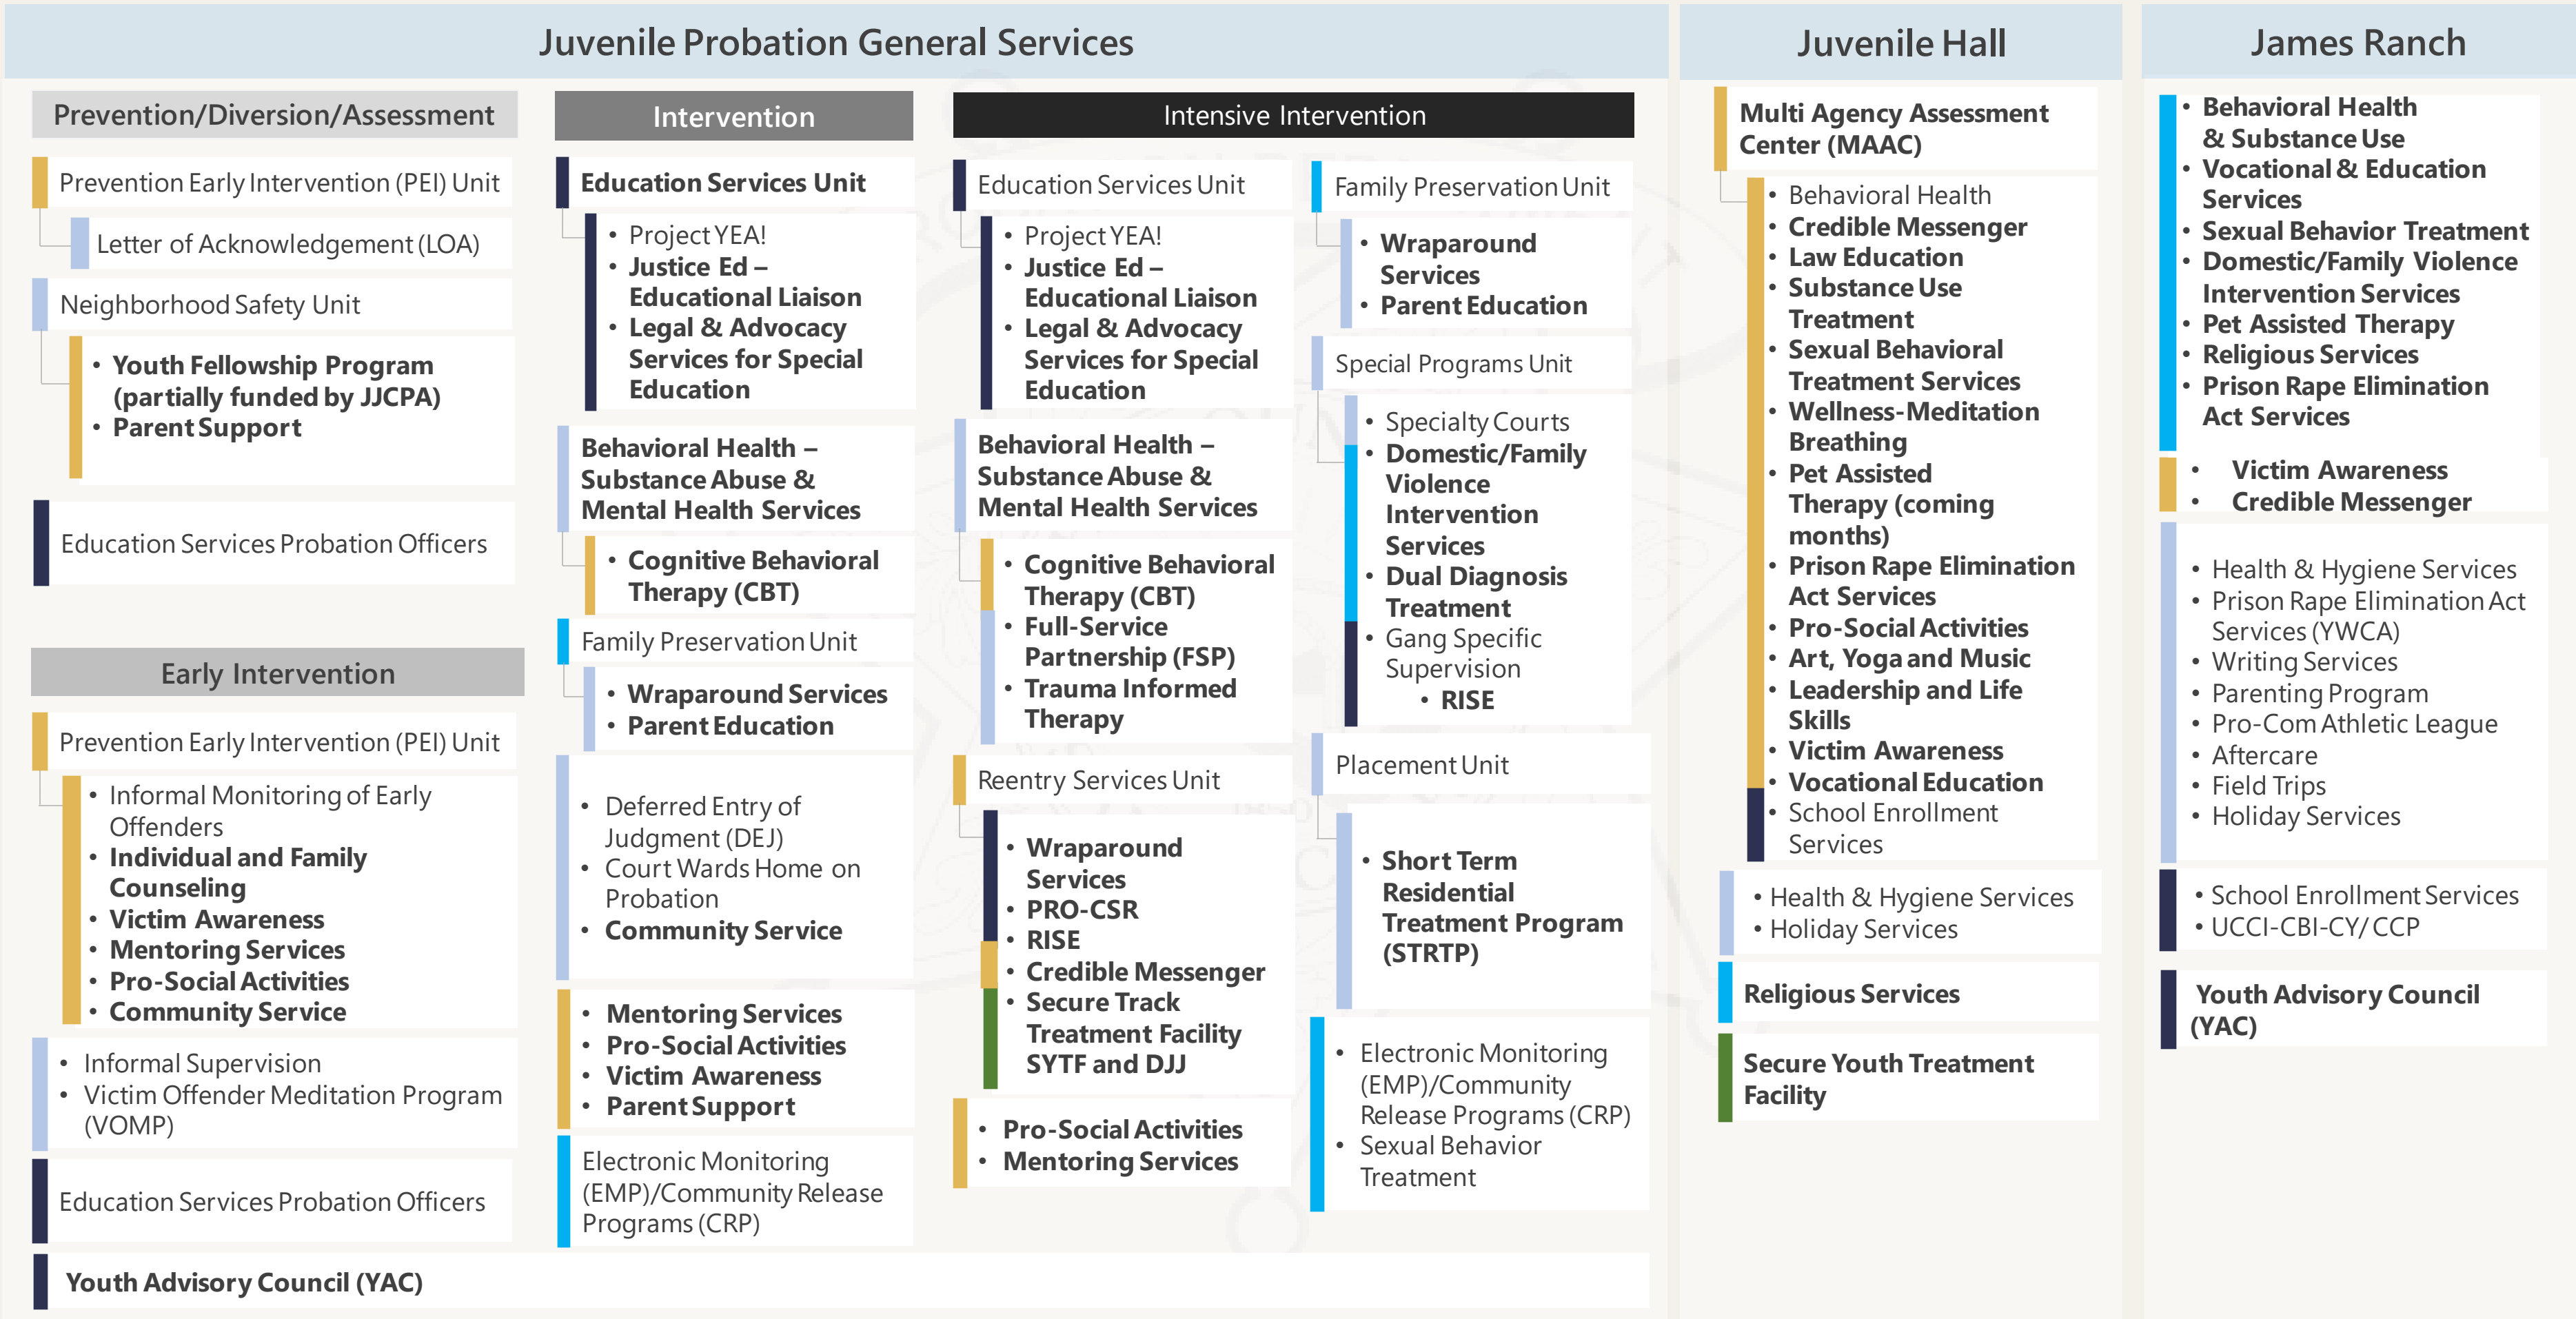 Juvenile Probation General Services
Prevention/Diversion/Assessment
Prevention Early Intervention (PEI) Unit
Letter of Acknowledgement (LOA)
Neighborhood Safety Unit
• Youth Fellowship Program
(partially funded by JJCPA)
• Parent Support
Education Services Probation Officers
Early Intervention
Prevention Early Intervention (PEI) Unit
• Informal Monitoring of Early
Offenders
• Individual and Family
Counseling
• Victim Awareness
• Mentoring Services
• Pro-Social Activities
• Community Service
• Informal Supervision
• Victim Offender Meditation Program
(VOMP)
Education Services Probation Officers
Youth Advisory Council (YAC)
Intervention
Education Services Unit
• Project YEA!
• Justice Ed –
Educational Liaison
• Legal & Advocacy
Services for Special
Education
Behavioral Health –
Substance Abuse &
Mental Health Services
• Cognitive Behavioral
Therapy (CBT)
Family Preservation Unit
• Wraparound Services
• Parent Education
• Deferred Entry of
Judgment (DEJ)
• Court Wards Home on
Probation
• Community Service
• Mentoring Services
• Pro-Social Activities
• Victim Awareness
• Parent Support
Electronic Monitoring
(EMP)/Community Release
Programs (CRP)
Intensive Intervention
Education Services Unit
• Project YEA!
• Justice Ed –
Educational Liaison
• Legal & Advocacy
Services for Special
Education
Behavioral Health –
Substance Abuse &
Mental Health Services
• Cognitive Behavioral
Therapy (CBT)
• Full-Service
Partnership (FSP)
• Trauma Informed
Therapy
Reentry Services Unit
• Wraparound
Services
• PRO-CSR
• RISE
• Credible Messenger
• Secure Track
Treatment Facility
SYTF and DJJ
• Pro-Social Activities
• Mentoring Services
Family Preservation Unit
• Wraparound
Services
• Parent Education
Special Programs Unit
• Specialty Courts
• Domestic/Family
Violence
Intervention
Services
• Dual Diagnosis
Treatment
• Gang Specific
Supervision
• RISE
Placement Unit
• Short Term
Residential
Treatment Program
(STRTP)
• Electronic Monitoring
(EMP)/Community
Release Programs (CRP)
• Sexual Behavior
Treatment
Juvenile Hall
Multi Agency Assessment
Center (MAAC)
• Behavioral Health
• Credible Messenger
• Law Education
• Substance Use
Treatment
• Sexual Behavioral
Treatment Services
• Wellness-Meditation
Breathing
• Pet Assisted
Therapy (coming
months)
• Prison Rape Elimination
Act Services
• Pro-Social Activities
• Art, Yoga and Music
• Leadership and Life
Skills
• Victim Awareness
• Vocational Education
• School Enrollment
Services
• Health & Hygiene Services
• Holiday Services
Religious Services
Secure Youth Treatment
Facility
James Ranch
• Behavioral Health
& Substance Use
• Vocational & Education
Services
• Sexual Behavior Treatment
• Domestic/Family Violence
Intervention Services
• Pet Assisted Therapy
• Religious Services
• Prison Rape Elimination
Act Services
• Victim Awareness
• Credible Messenger
• Health & Hygiene Services
• Prison Rape Elimination Act
Services (YWCA)
• Writing Services
• Parenting Program
• Pro-Com Athletic League
• Aftercare
• Field Trips
• Holiday Services
• School Enrollment Services
• UCCI-CBI-CY/ CCP
Youth Advisory Council
(YAC)